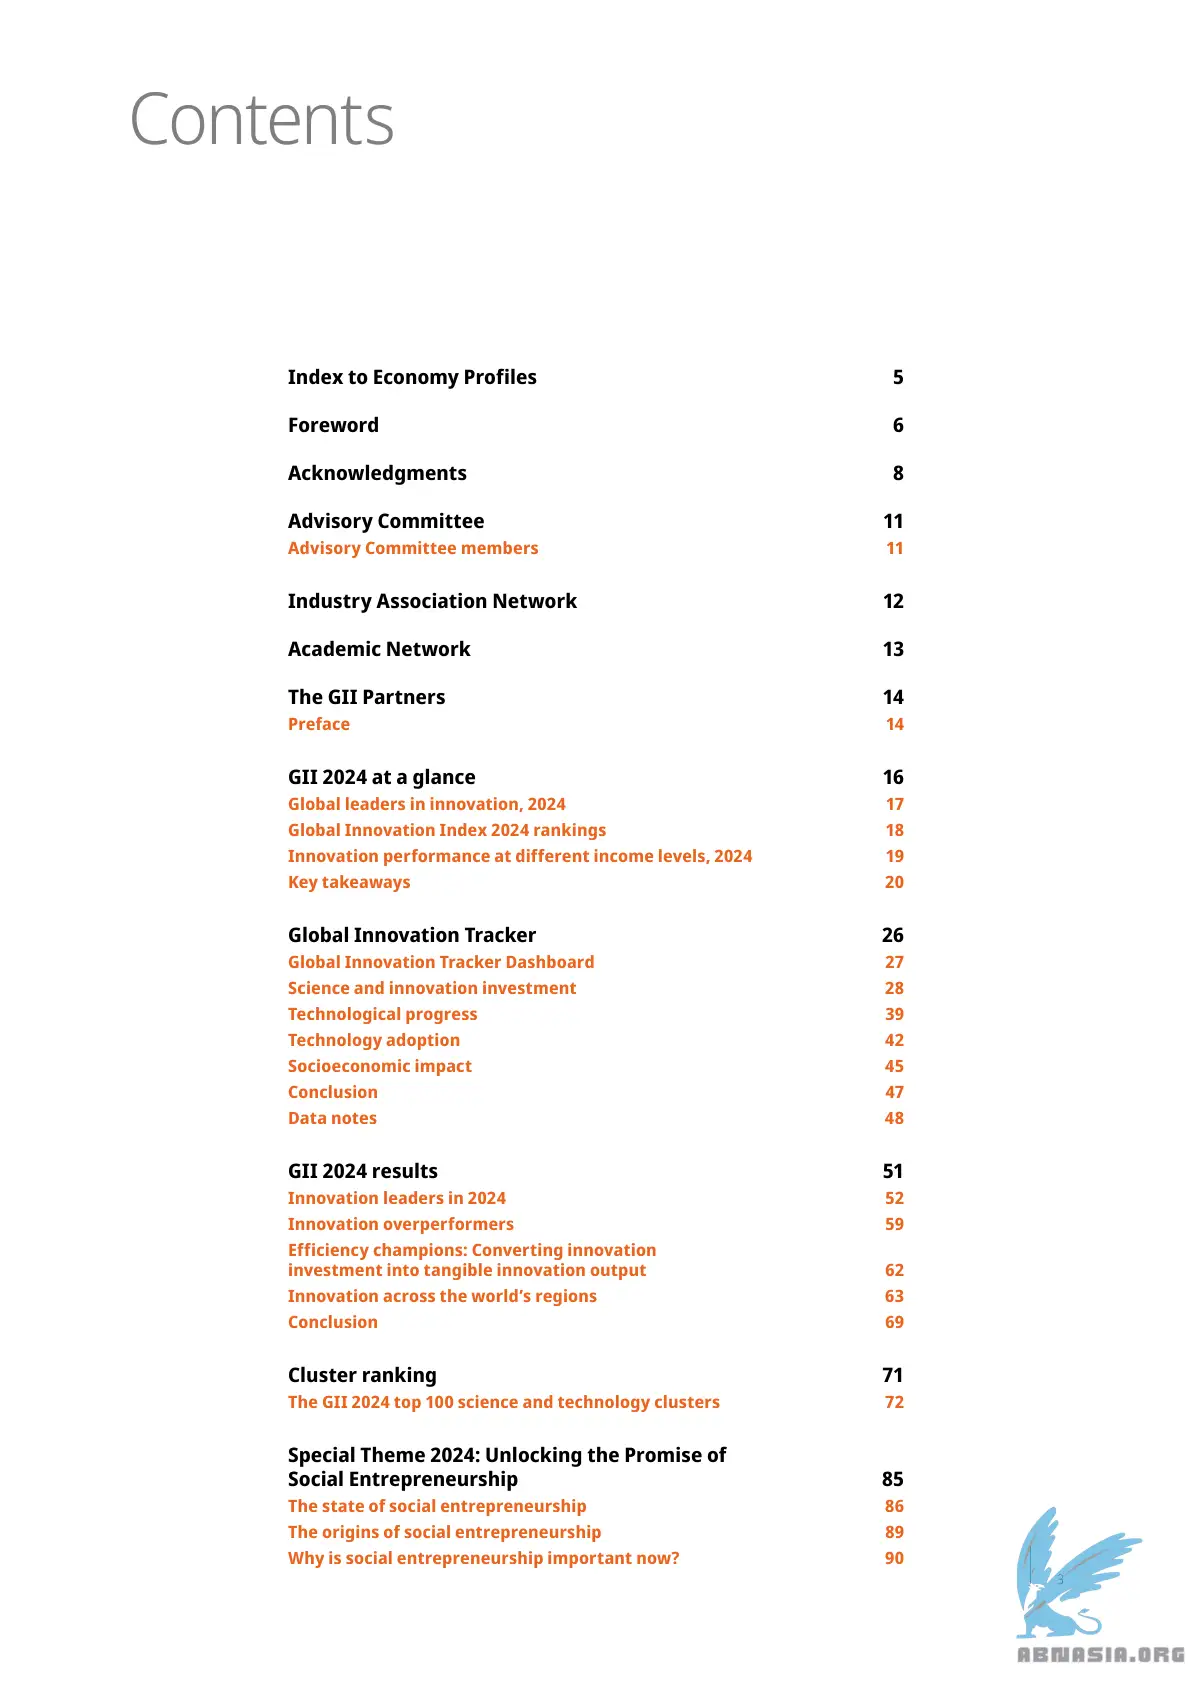 Contents
Index to Economy Profiles 5
Foreword 6
Acknowledgments 8
Advisory Committee 11
Advisory Committee members 11
Industry Association Network 12
Academic Network 13
The GII Partners 14
Preface 14
GII 2024 at a glance 16
Global leaders in innovation, 2024 17
Global Innovation Index 2024 rankings 18
Innovation performance at different income levels, 2024 19
Key takeaways 20
Global Innovation Tracker 26
Global Innovation Tracker Dashboard 27
Science and innovation investment 28
Technological progress 39
Technology adoption 42
Socioeconomic impact 45
Conclusion 47
Data notes 48
GII 2024 results 51
Innovation leaders in 2024 52
Innovation overperformers 59
Efficiency champions: Converting innovation
investment into tangible innovation output 62
Innovation across the world’s regions 63
Conclusion 69
Cluster ranking 71
The GII 2024 top 100 science and technology clusters 72
Special Theme 2024: Unlocking the Promise of
Social Entrepreneurship 85
The state of social entrepreneurship 86
The origins of social entrepreneurship 89
Why is social entrepreneurship important now? 90
3
ABNASIA.ORG